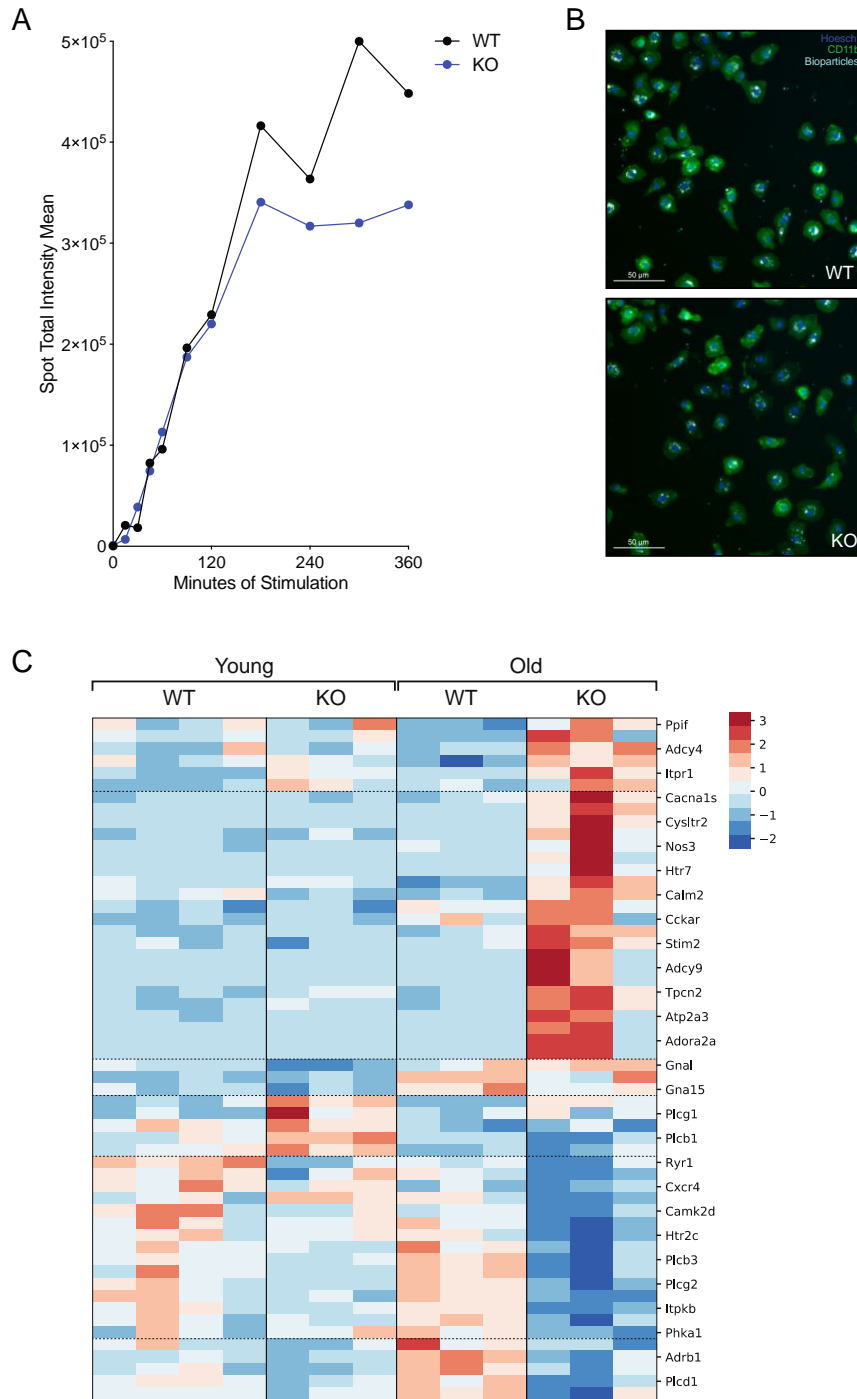 A
B
5×10⁵
4×10⁵
3×10⁵
2×10⁵
1×10⁵
0
Spot Total Intensity Mean
0 120 240 360
Minutes of Stimulation
WT
KO
Hoesch
CD11b
Bioparticles
50 µm
WT
50 µm
KO
C
Young Old
WT KO WT KO
Ppif
Adcy4
Itpr1
Cacna1s
Cysltr2
Nos3
Htr7
Calm2
Cckar
Stim2
Adcy9
Tpcn2
Atp2a3
Adora2a
Gnal
Gna15
Plcg1
Plcb1
Ryr1
Cxcr4
Camk2d
Htr2c
Plcb3
Plcg2
Itpkb
Phka1
Adrb1
Plcd1
3
2
1
0
−1
−2